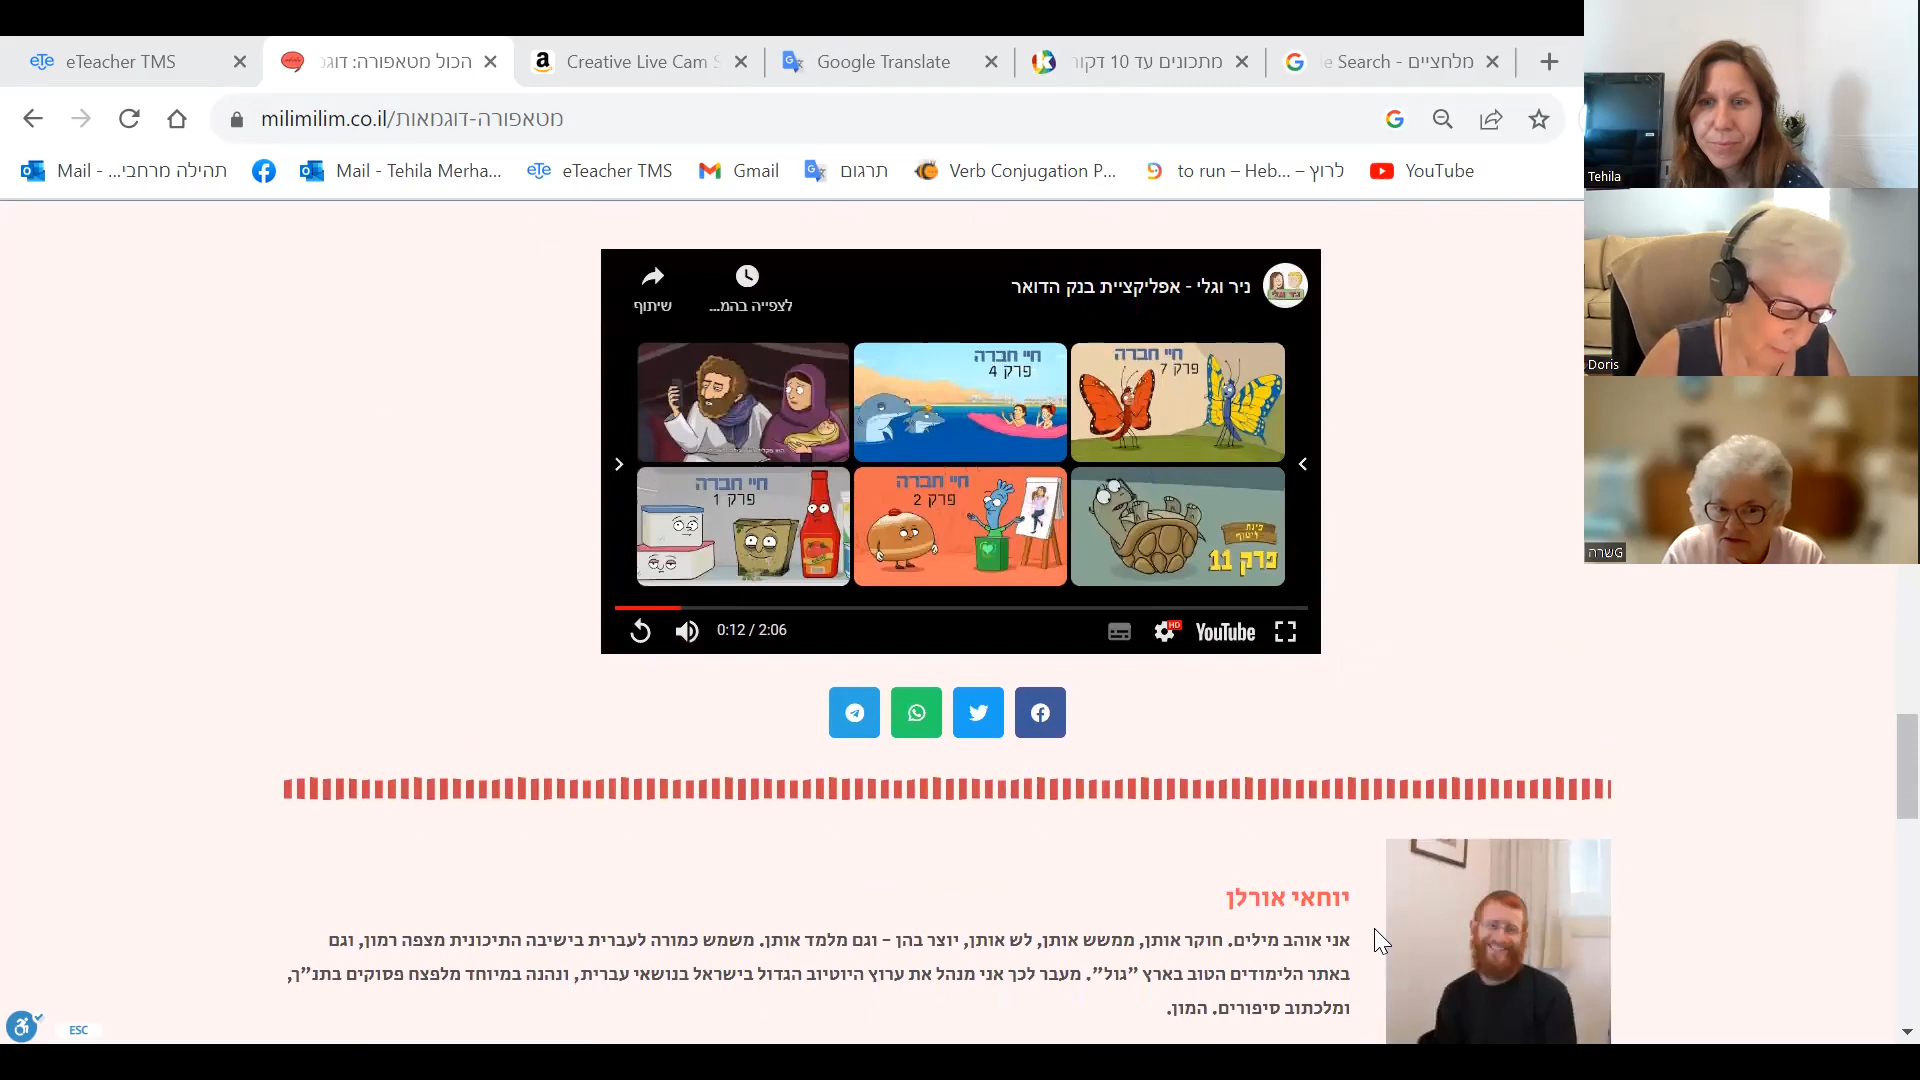 eTeacher TMS
הכול מטאפורה: דוגמ
Creative Live Cam S
Google Translate
מתכונים עד 10 דקור
e Search - מלחציים
milimilim.co.il/מטאפורה-דוגמאות
Mail - ...תהילה מרחבי
Mail - Tehila Merha...
eTeacher TMS
Gmail
תרגום
Verb Conjugation P...
to run – Heb... – לרוץ
YouTube
Tehila
Doris
שרהG
ניר וגלי - אפליקציית בנק הדואר
שיתוף
לצפייה בהמ...
חיי חברה
פרק 4
חיי חברה
פרק 7
חיי חברה
פרק 1
חיי חברה
פרק 2
פינת
ליטוף
פרק 11
0:12 / 2:06
HD
YouTube
יוחאי אורלן
אני אוהב מילים. חוקר אותן, ממשש אותן, לש אותן, יוצר בהן – וגם מלמד אותן. משמש כמורה לעברית בישיבה התיכונית מצפה רמון, וגם
באתר הלימודים הטוב בארץ "גול". מעבר לכך אני מנהל את ערוץ היוטיוב הגדול בישראל בנושאי עברית, ונהנה במיוחד מלפצח פסוקים בתנ"ך,
ומלכתוב סיפורים. המון.
ESC